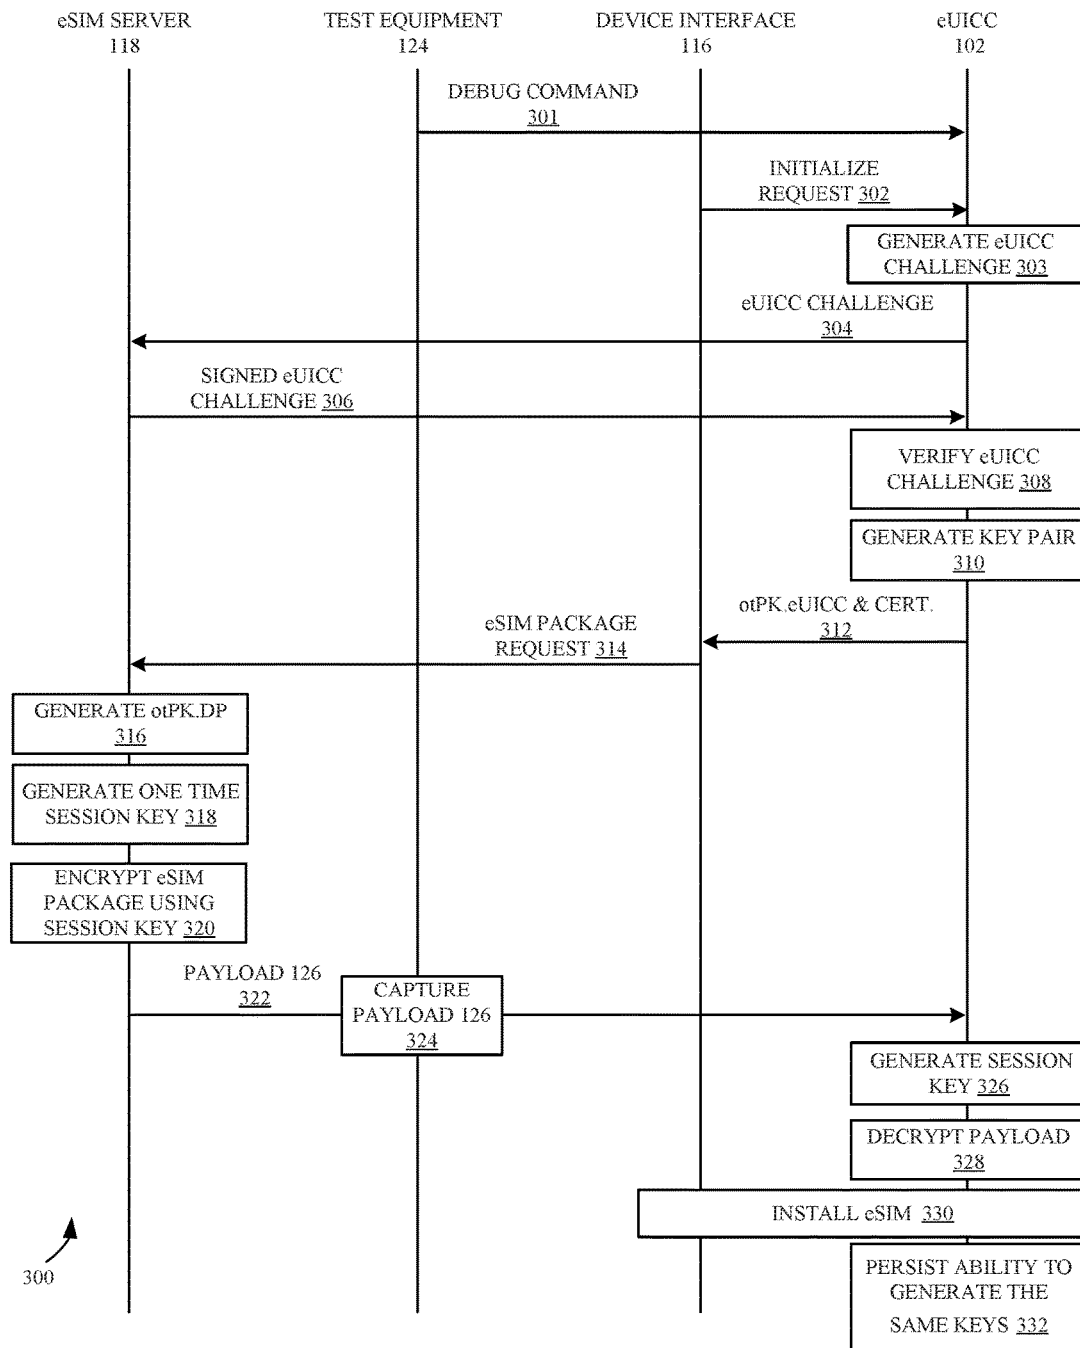 eSIM SERVER
118
TEST EQUIPMENT
124
DEVICE INTERFACE
116
eUICC
102
DEBUG COMMAND
301
INITIALIZE
REQUEST 302
GENERATE eUICC
CHALLENGE 303
eUICC CHALLENGE
304
SIGNED eUICC
CHALLENGE 306
VERIFY eUICC
CHALLENGE 308
GENERATE KEY PAIR
310
otPK.eUICC & CERT.
312
eSIM PACKAGE
REQUEST 314
GENERATE otPK.DP
316
GENERATE ONE TIME
SESSION KEY 318
ENCRYPT eSIM
PACKAGE USING
SESSION KEY 320
PAYLOAD 126
322
CAPTURE
PAYLOAD 126
324
GENERATE SESSION
KEY 326
DECRYPT PAYLOAD
328
INSTALL eSIM 330
PERSIST ABILITY TO
GENERATE THE
SAME KEYS 332
300